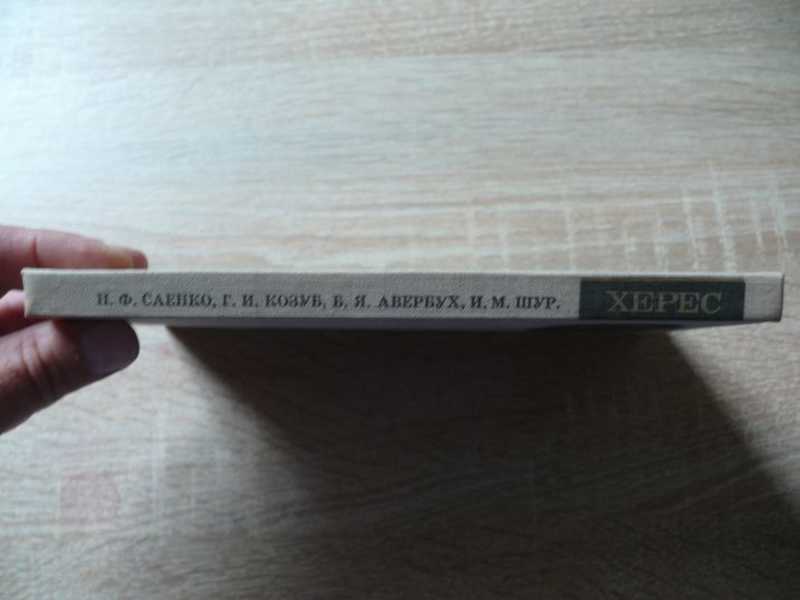 Н. Ф. САЕНКО, Г. И. КОЗУБ, Б. Я. АВЕРБУХ, И. М. ШУР. ХЕРЕС